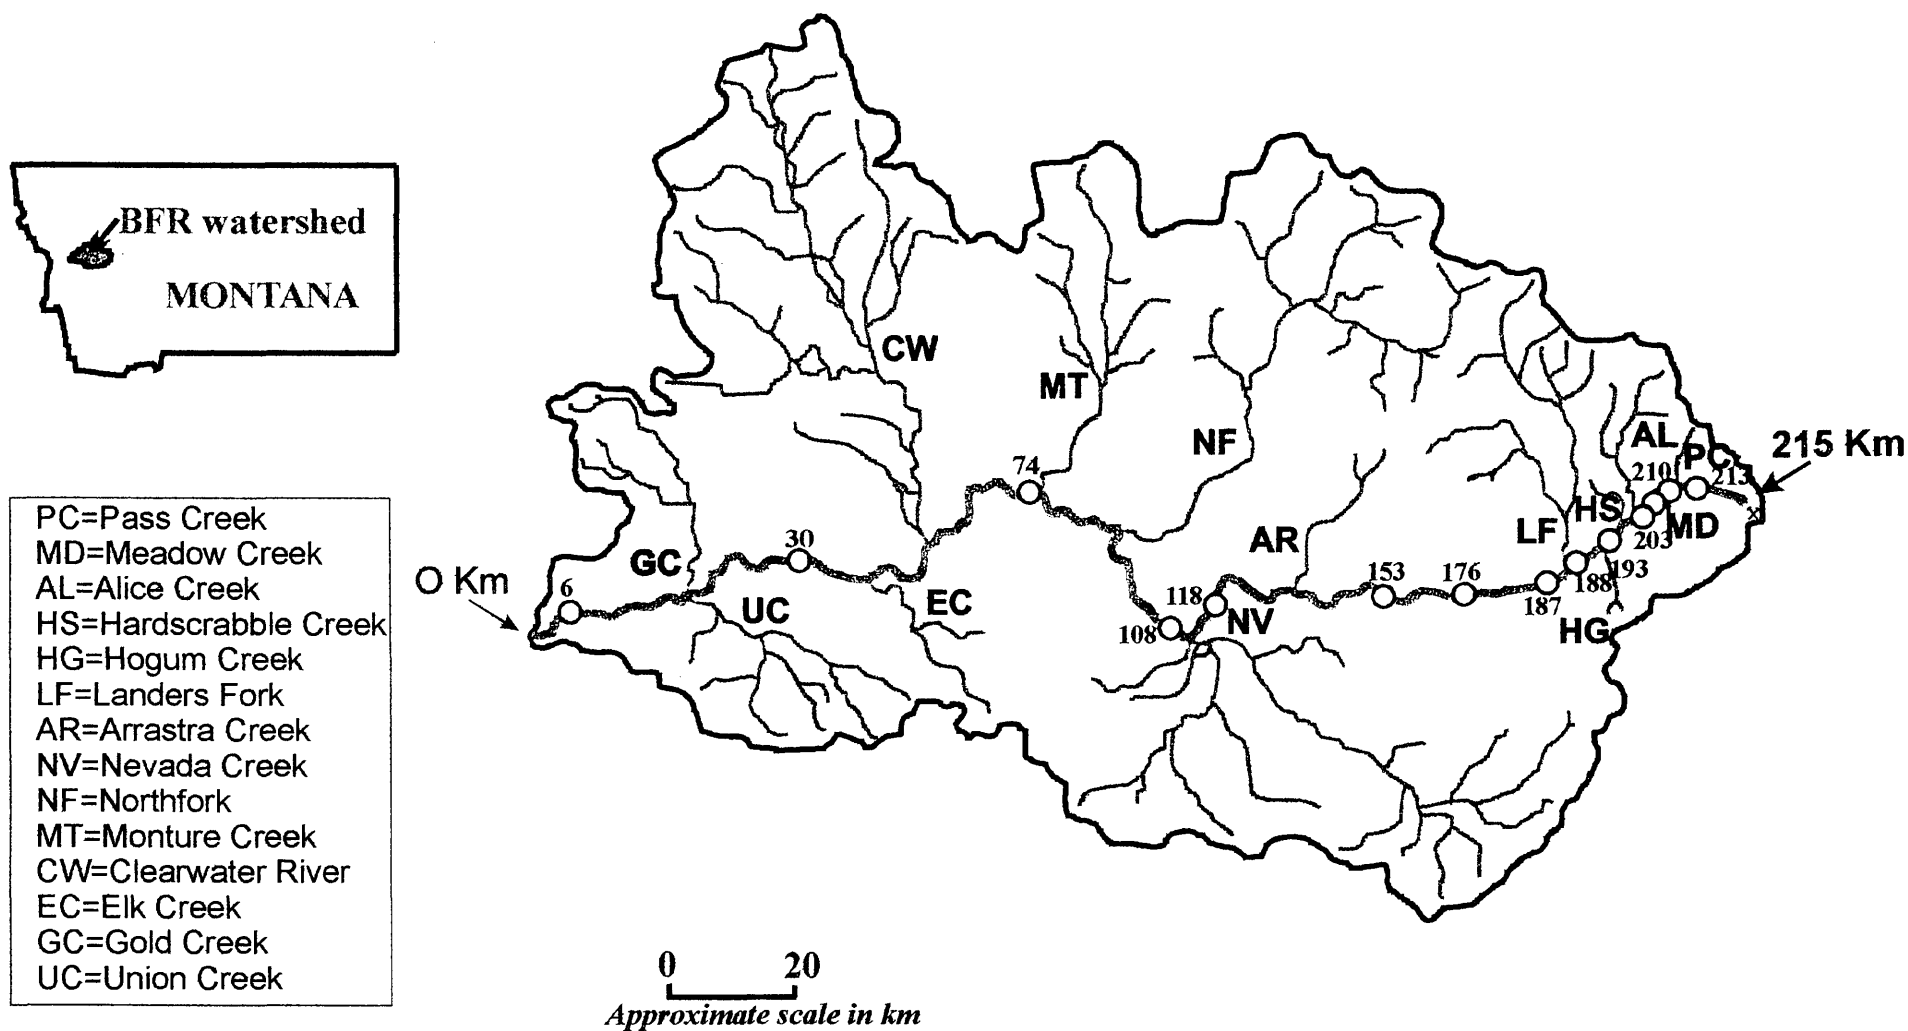 BFR watershed
MONTANA
PC=Pass Creek
MD=Meadow Creek
AL=Alice Creek
HS=Hardscrabble Creek
HG=Hogum Creek
LF=Landers Fork
AR=Arrastra Creek
NV=Nevada Creek
NF=Northfork
MT=Monture Creek
CW=Clearwater River
EC=Elk Creek
GC=Gold Creek
UC=Union Creek
CW
MT
NF
AL
PC
215 Km
74
210
213
HS
MD
LF
AR
203
GC
30
O Km
6
UC
EC
118
NV
108
153
176
187
188
193
HG
x
0 20
Approximate scale in km